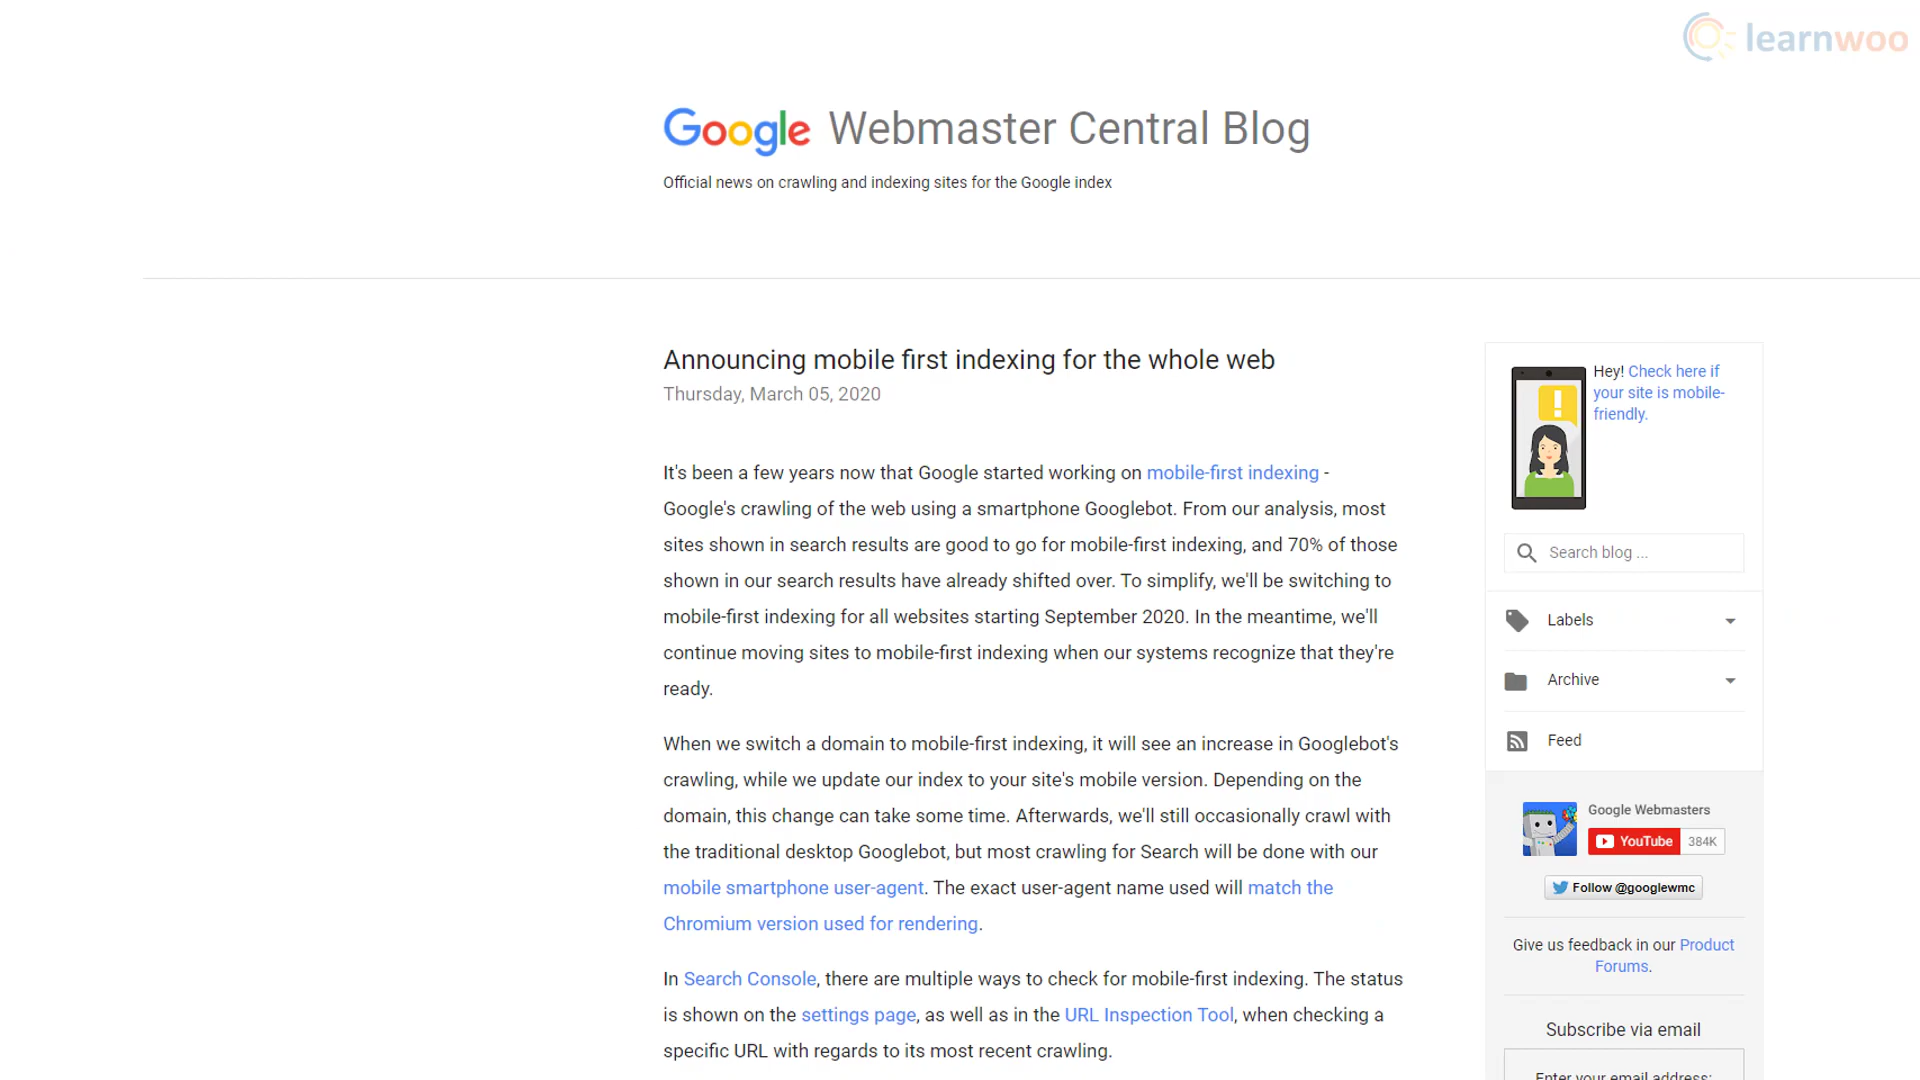 learnwoo
Google Webmaster Central Blog
Official news on crawling and indexing sites for the Google index
Announcing mobile first indexing for the whole web
Thursday, March 05, 2020
It's been a few years now that Google started working on mobile-first indexing -
Google's crawling of the web using a smartphone Googlebot. From our analysis, most
sites shown in search results are good to go for mobile-first indexing, and 70% of those
shown in our search results have already shifted over. To simplify, we'll be switching to
mobile-first indexing for all websites starting September 2020. In the meantime, we'll
continue moving sites to mobile-first indexing when our systems recognize that they're
ready.
When we switch a domain to mobile-first indexing, it will see an increase in Googlebot's
crawling, while we update our index to your site's mobile version. Depending on the
domain, this change can take some time. Afterwards, we'll still occasionally crawl with
the traditional desktop Googlebot, but most crawling for Search will be done with our
mobile smartphone user-agent. The exact user-agent name used will match the
Chromium version used for rendering.
In Search Console, there are multiple ways to check for mobile-first indexing. The status
is shown on the settings page, as well as in the URL Inspection Tool, when checking a
specific URL with regards to its most recent crawling.
Hey! Check here if
your site is mobile-
friendly.
Search blog ...
Labels
Archive
Feed
Google Webmasters
YouTube 384K
Follow @googlewmc
Give us feedback in our Product
Forums.
Subscribe via email
Enter your email address: